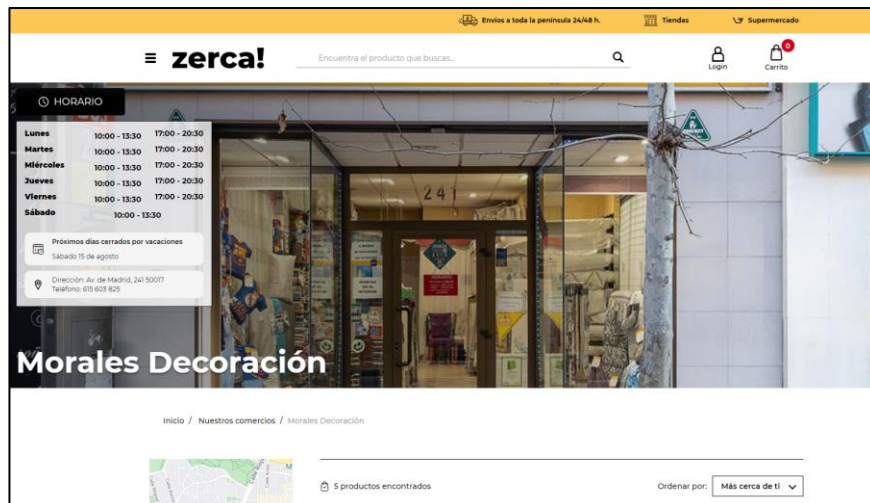 Envíos a toda la península 24/48 h.
Tiendas
Supermercado
zerca!
Encuentra el producto que buscas...
Login
0
Carrito
HORARIO
Lunes 10:00 - 13:30 17:00 - 20:30
Martes 10:00 - 13:30 17:00 - 20:30
Miércoles 10:00 - 13:30 17:00 - 20:30
Jueves 10:00 - 13:30 17:00 - 20:30
Viernes 10:00 - 13:30 17:00 - 20:30
Sábado 10:00 - 13:30
Próximos días cerrados por vacaciones
Sábado 15 de agosto
Dirección: Av. de Madrid, 241 50017
Teléfono: 615 603 825
241
HORARIO
Morales Decoración
Inicio / Nuestros comercios / Morales Decoración
5 productos encontrados
Ordenar por: Más cerca de ti